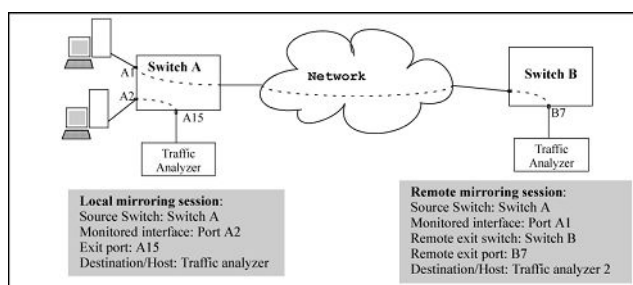 Switch A
Network
Switch B
A1
A2
A15
B7
Traffic
Analyzer
Traffic
Analyzer
Local mirroring session:
Source Switch: Switch A
Monitored interface: Port A2
Exit port: A15
Destination/Host: Traffic analyzer
Remote mirroring session:
Source Switch: Switch A
Monitored interface: Port A1
Remote exit switch: Switch B
Remote exit port: B7
Destination/Host: Traffic analyzer 2